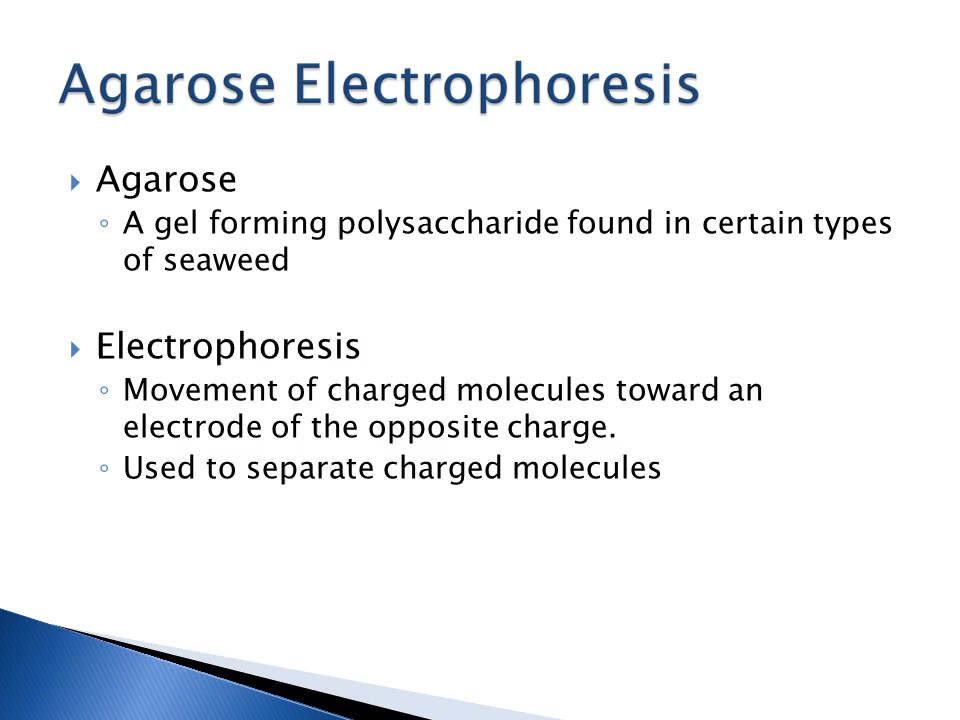 Agarose Electrophoresis
Agarose
A gel forming polysaccharide found in certain types
of seaweed
Electrophoresis
Movement of charged molecules toward an
electrode of the opposite charge.
Used to separate charged molecules